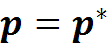 𝒑 = 𝒑*